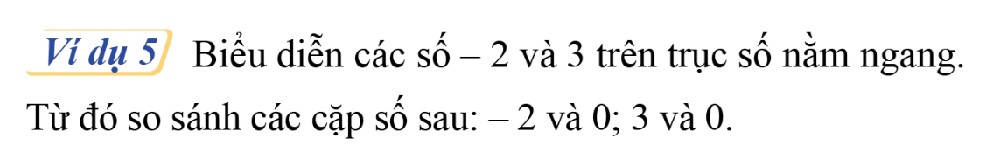 Ví dụ 5 Biểu diễn các số – 2 và 3 trên trục số nằm ngang.
Từ đó so sánh các cặp số sau: – 2 và 0; 3 và 0.